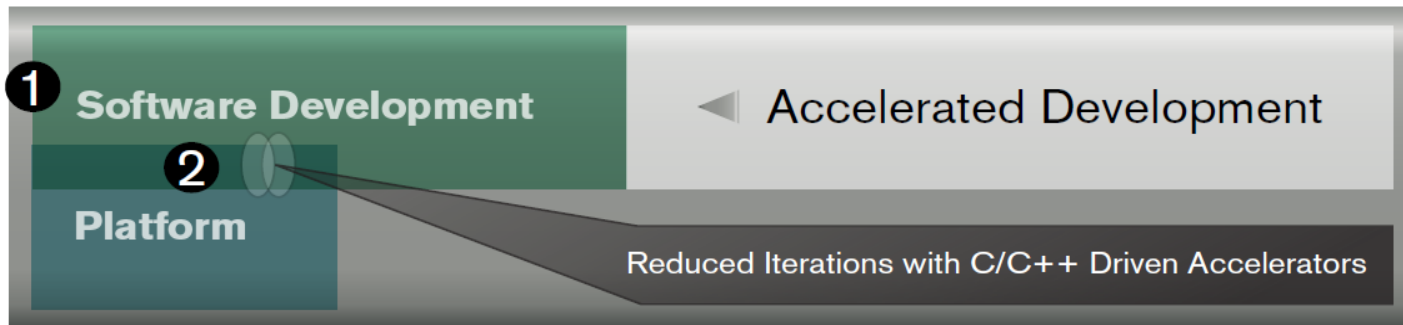 1
Software Development
Accelerated Development
2
Platform
Reduced Iterations with C/C++ Driven Accelerators